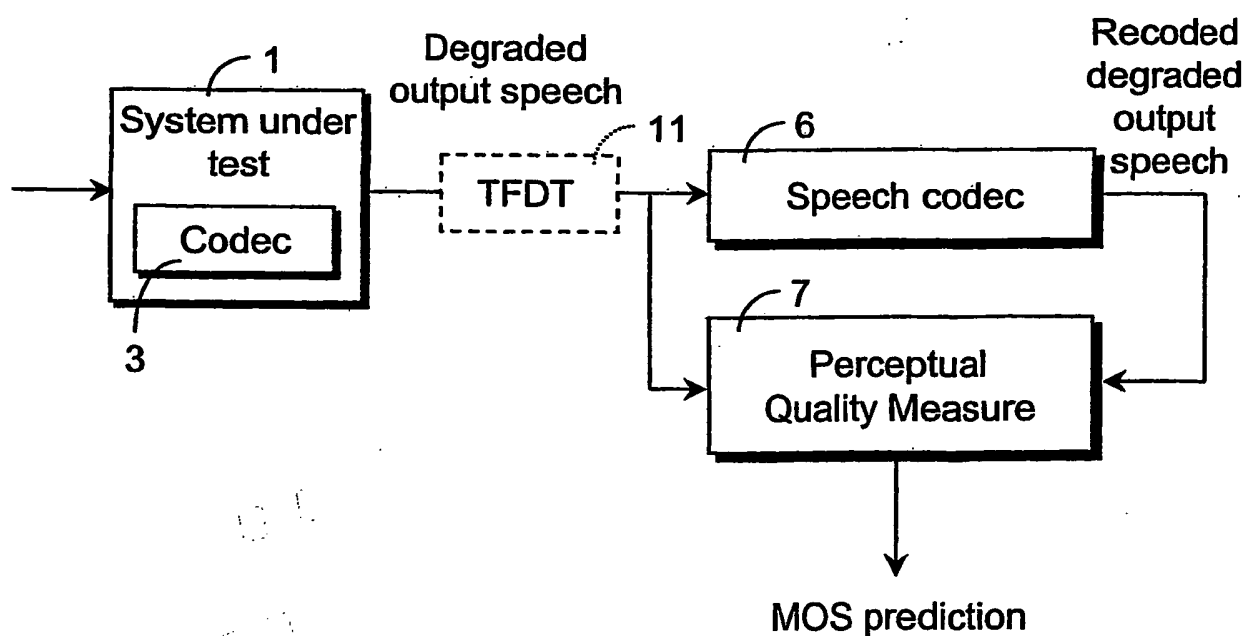 1
System under
test
Codec
3
Degraded
output speech
11
TFDT
6
Speech codec
Recoded
degraded
output
speech
7
Perceptual
Quality Measure
MOS prediction